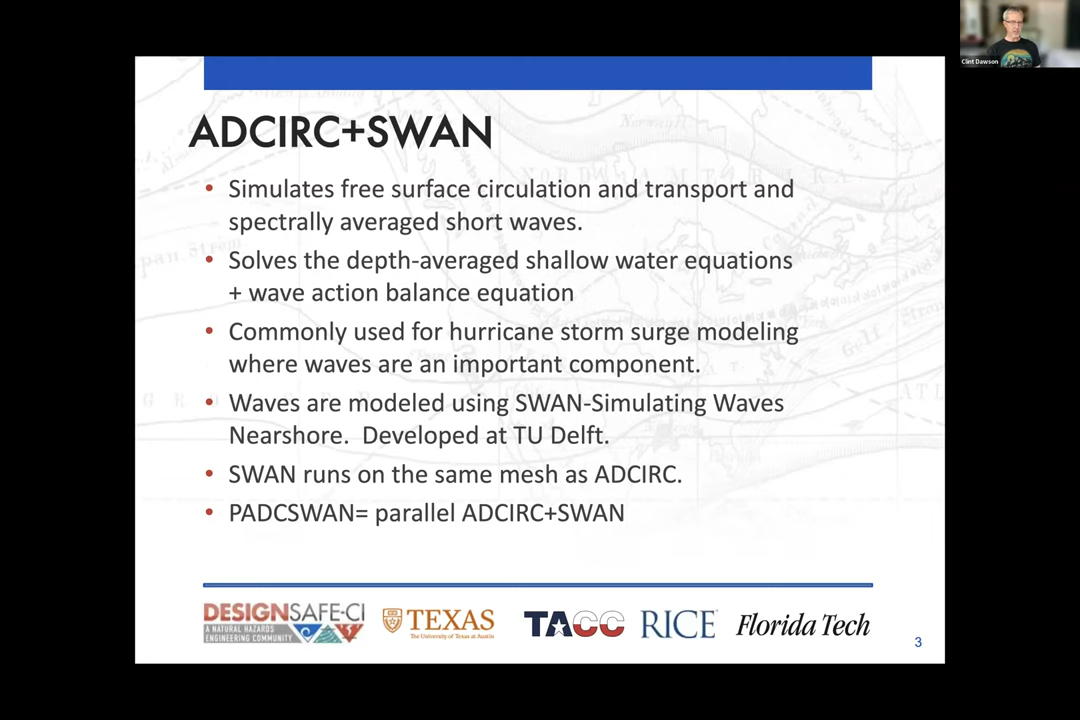 Clint Dawson
ADCIRC+SWAN
• Simulates free surface circulation and transport and
spectrally averaged short waves.
• Solves the depth-averaged shallow water equations
+ wave action balance equation
• Commonly used for hurricane storm surge modeling
where waves are an important component.
• Waves are modeled using SWAN-Simulating Waves
Nearshore.  Developed at TU Delft.
• SWAN runs on the same mesh as ADCIRC.
• PADCSWAN= parallel ADCIRC+SWAN
DESIGNSAFE-CI
A NATURAL HAZARDS
ENGINEERING COMMUNITY
TEXAS
The University of Texas at Austin
TACC
RICE
Florida Tech
3